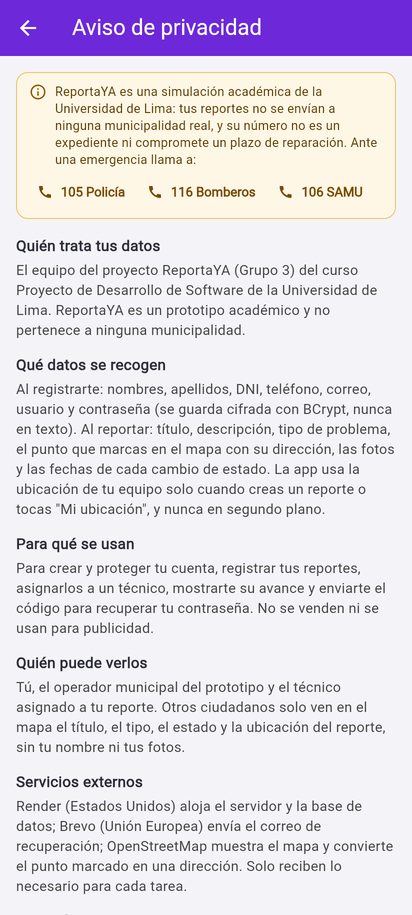 Aviso de privacidad
ReportaYA es una simulación académica de la
Universidad de Lima: tus reportes no se envían a
ninguna municipalidad real, y su número no es un
expediente ni compromete un plazo de reparación. Ante
una emergencia llama a:
105 Policía 116 Bomberos 106 SAMU
Quién trata tus datos
El equipo del proyecto ReportaYA (Grupo 3) del curso
Proyecto de Desarrollo de Software de la Universidad de
Lima. ReportaYA es un prototipo académico y no
pertenece a ninguna municipalidad.
Qué datos se recogen
Al registrarte: nombres, apellidos, DNI, teléfono, correo,
usuario y contraseña (se guarda cifrada con BCrypt, nunca
en texto). Al reportar: título, descripción, tipo de problema,
el punto que marcas en el mapa con su dirección, las fotos
y las fechas de cada cambio de estado. La app usa la
ubicación de tu equipo solo cuando creas un reporte o
tocas "Mi ubicación", y nunca en segundo plano.
Para qué se usan
Para crear y proteger tu cuenta, registrar tus reportes,
asignarlos a un técnico, mostrarte su avance y enviarte el
código para recuperar tu contraseña. No se venden ni se
usan para publicidad.
Quién puede verlos
Tú, el operador municipal del prototipo y el técnico
asignado a tu reporte. Otros ciudadanos solo ven en el
mapa el título, el tipo, el estado y la ubicación del reporte,
sin tu nombre ni tus fotos.
Servicios externos
Render (Estados Unidos) aloja el servidor y la base de
datos; Brevo (Unión Europea) envía el correo de
recuperación; OpenStreetMap muestra el mapa y convierte
el punto marcado en una dirección. Solo reciben lo
necesario para cada tarea.